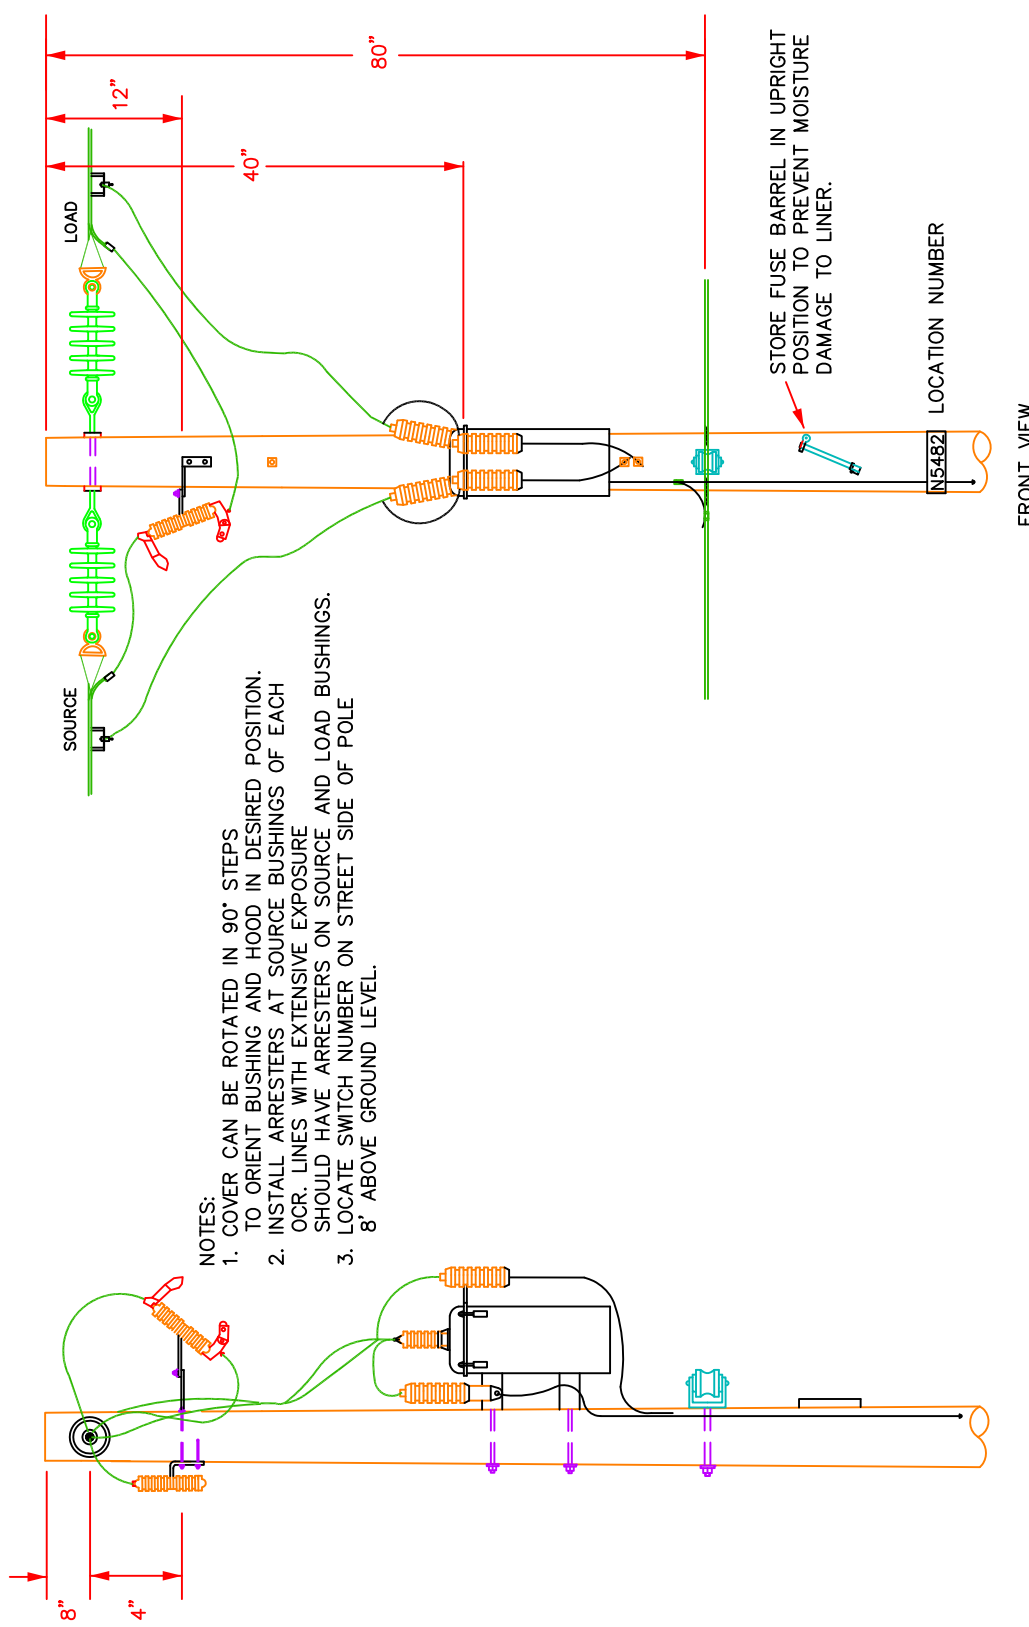 NOTES:
1. COVER CAN BE ROTATED IN 90° STEPS
TO ORIENT BUSHING AND HOOD IN DESIRED POSITION.
2. INSTALL ARRESTERS AT SOURCE BUSHINGS OF EACH
OCR. LINES WITH EXTENSIVE EXPOSURE
SHOULD HAVE ARRESTERS ON SOURCE AND LOAD BUSHINGS.
3. LOCATE SWITCH NUMBER ON STREET SIDE OF POLE
8' ABOVE GROUND LEVEL.
8"
4"
SOURCE
LOAD
12"
40"
80"
STORE FUSE BARREL IN UPRIGHT
POSITION TO PREVENT MOISTURE
DAMAGE TO LINER.
N5482
LOCATION NUMBER
FRONT VIEW